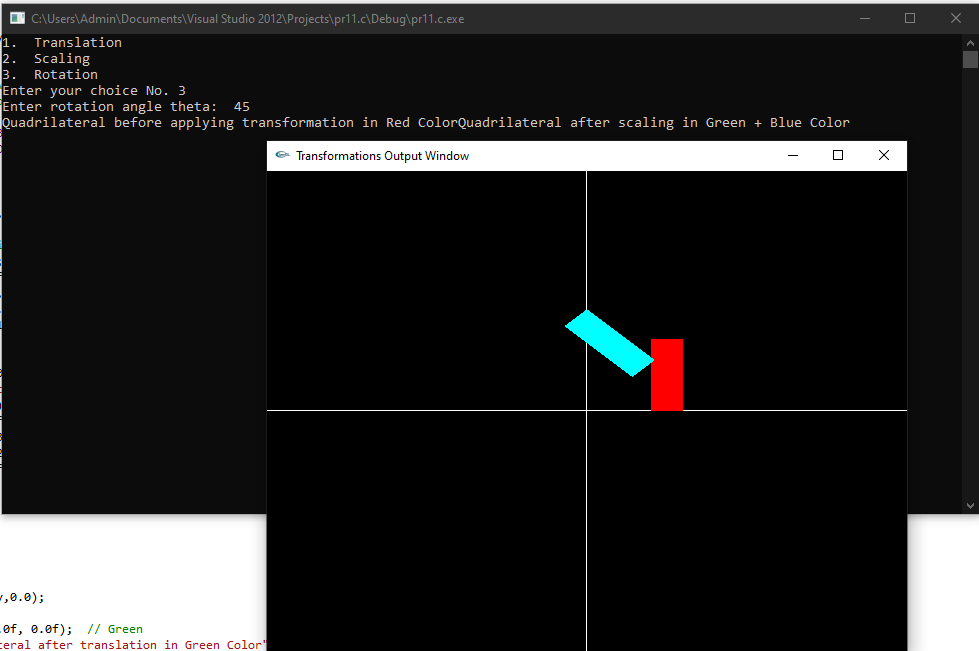 C:\Users\Admin\Documents\Visual Studio 2012\Projects\pr11.c\Debug\pr11.c.exe
1.  Translation
2.  Scaling
3.  Rotation
Enter your choice No. 3
Enter rotation angle theta:  45
Quadrilateral before applying transformation in Red ColorQuadrilateral after scaling in Green + Blue Color
Transformations Output Window
,0.0);
0f, 0.0f);  // Green
eral after translation in Green Color"